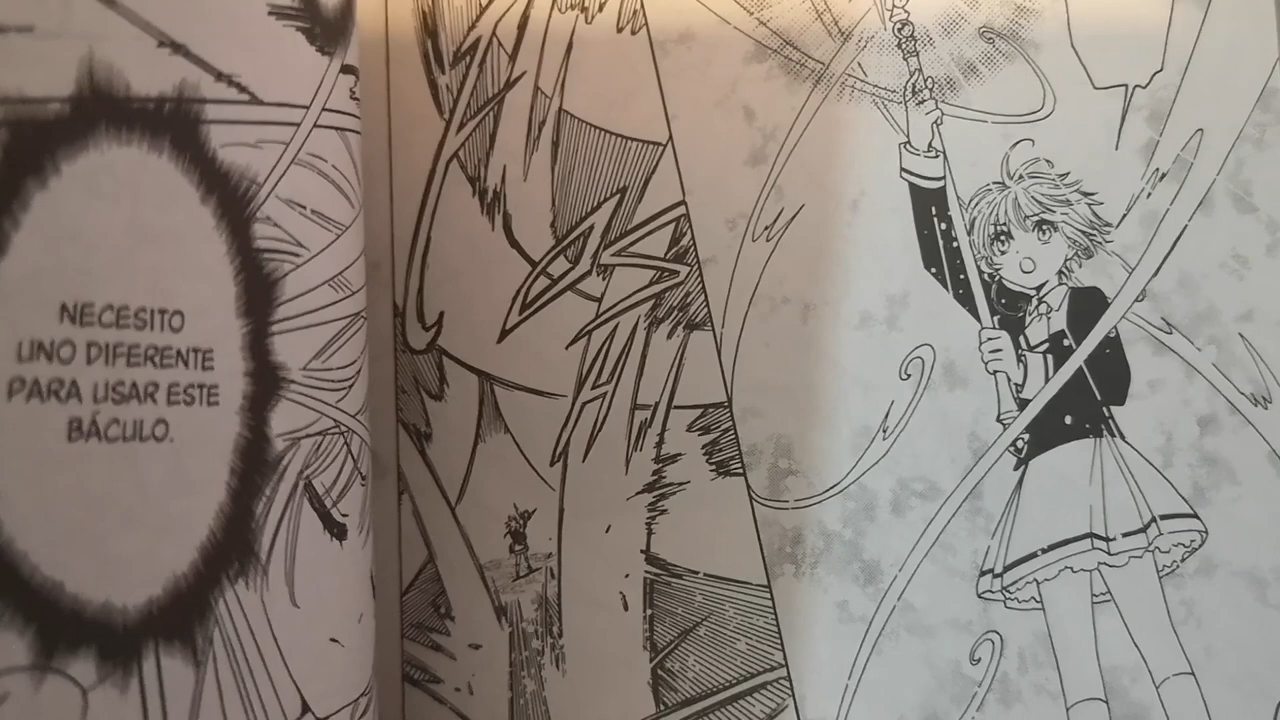 NECESITO
UNO DIFERENTE
PARA USAR ESTE
BÁCULO.